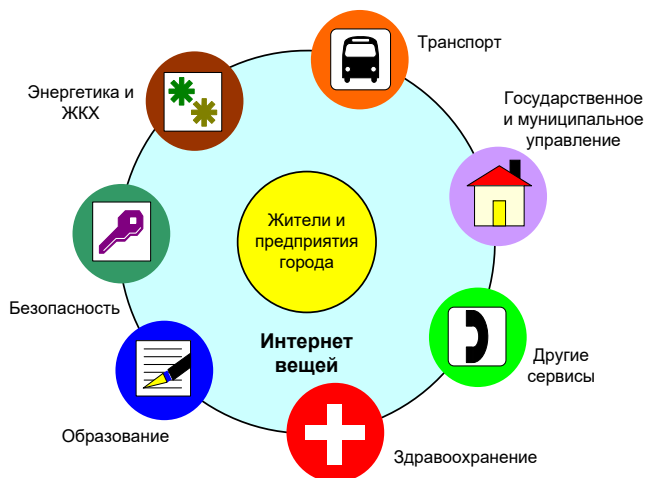 Транспорт
Энергетика и
ЖКХ
Государственное
и муниципальное
управление
Жители и
предприятия
города
Безопасность
Интернет
вещей
Другие
сервисы
Образование
Здравоохранение